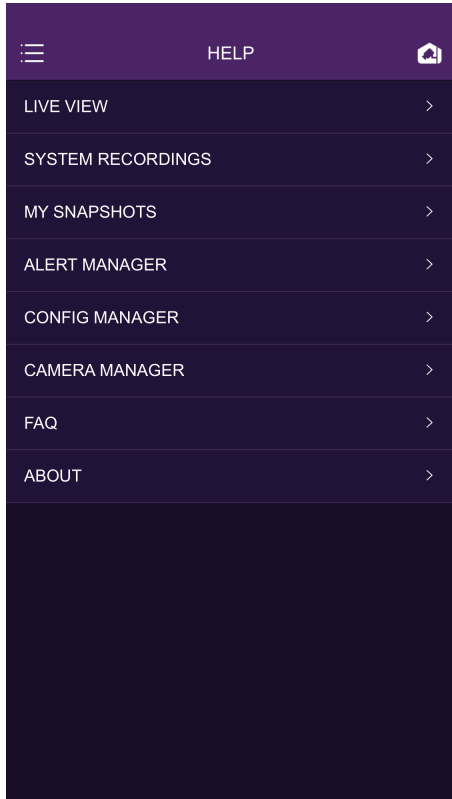 HELP
LIVE VIEW
SYSTEM RECORDINGS
MY SNAPSHOTS
ALERT MANAGER
CONFIG MANAGER
CAMERA MANAGER
FAQ
ABOUT